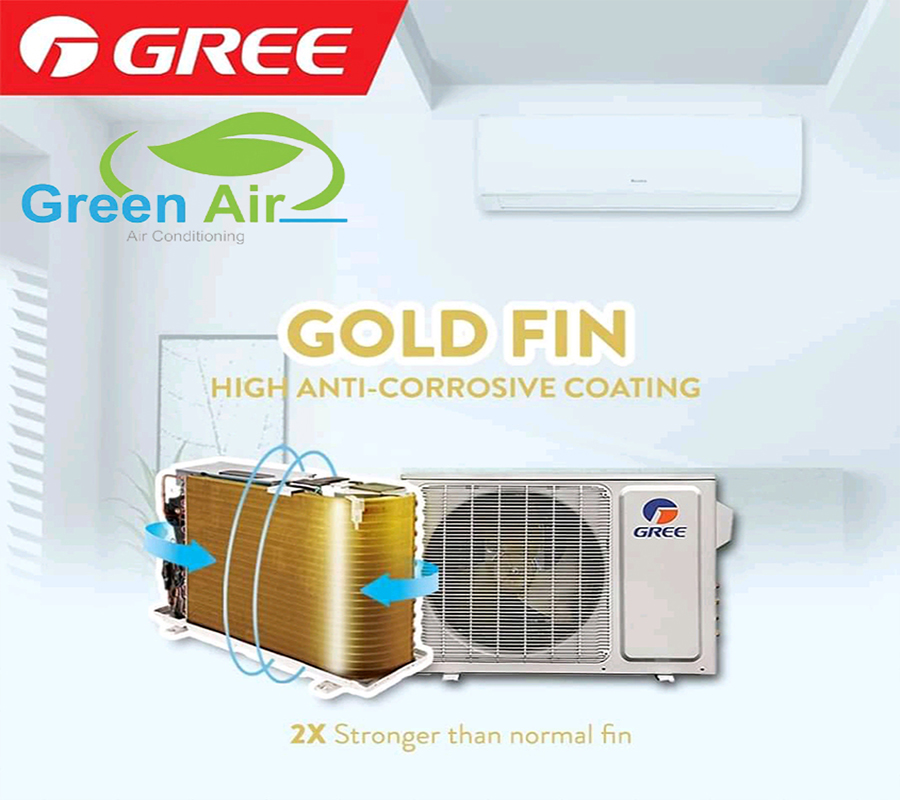 GREE
Green Air
Air Conditioning
GOLD FIN
HIGH ANTI-CORROSIVE COATING
GREE
2X Stronger than normal fin